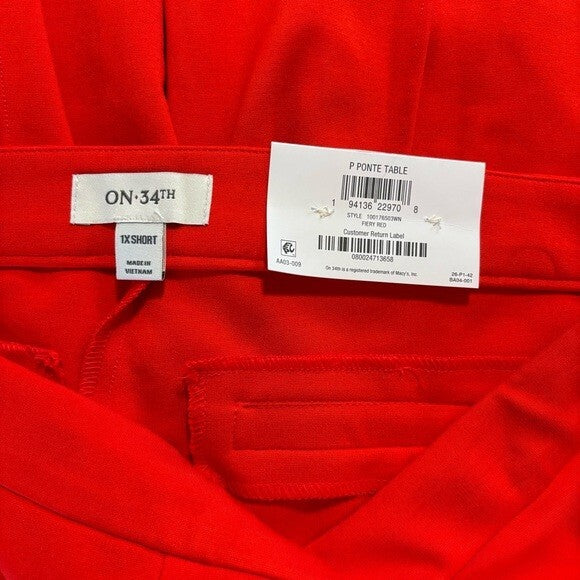 ON·34TH
1X SHORT
MADE IN
VIETNAM
P PONTE TABLE
1 94136 22970 8
STYLE 100176503WN
FIERY RED
Customer Return Label
080024713658
AA03-009
On 34th is a registered trademark of Macy's, Inc.
26-P1-42
BA04-001